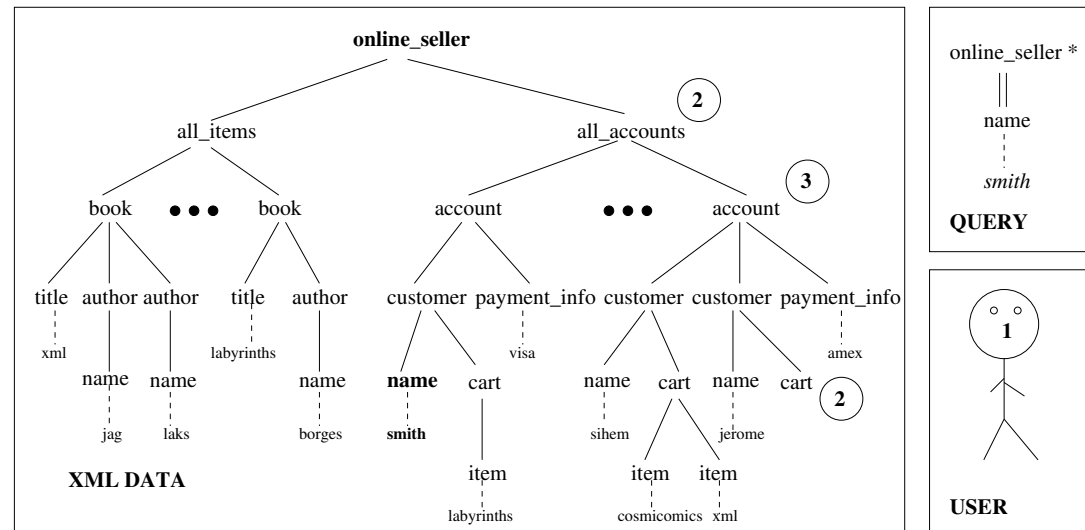 online_seller
2
all_items all_accounts
3
book book account account
title author author title author customer payment_info customer customer payment_info
xml labyrinths visa amex
name name name name cart name cart name cart
2
jag laks borges smith sihem jerome
XML DATA
item item item
labyrinths cosmicomics xml
online_seller *
name
smith
QUERY
1
USER